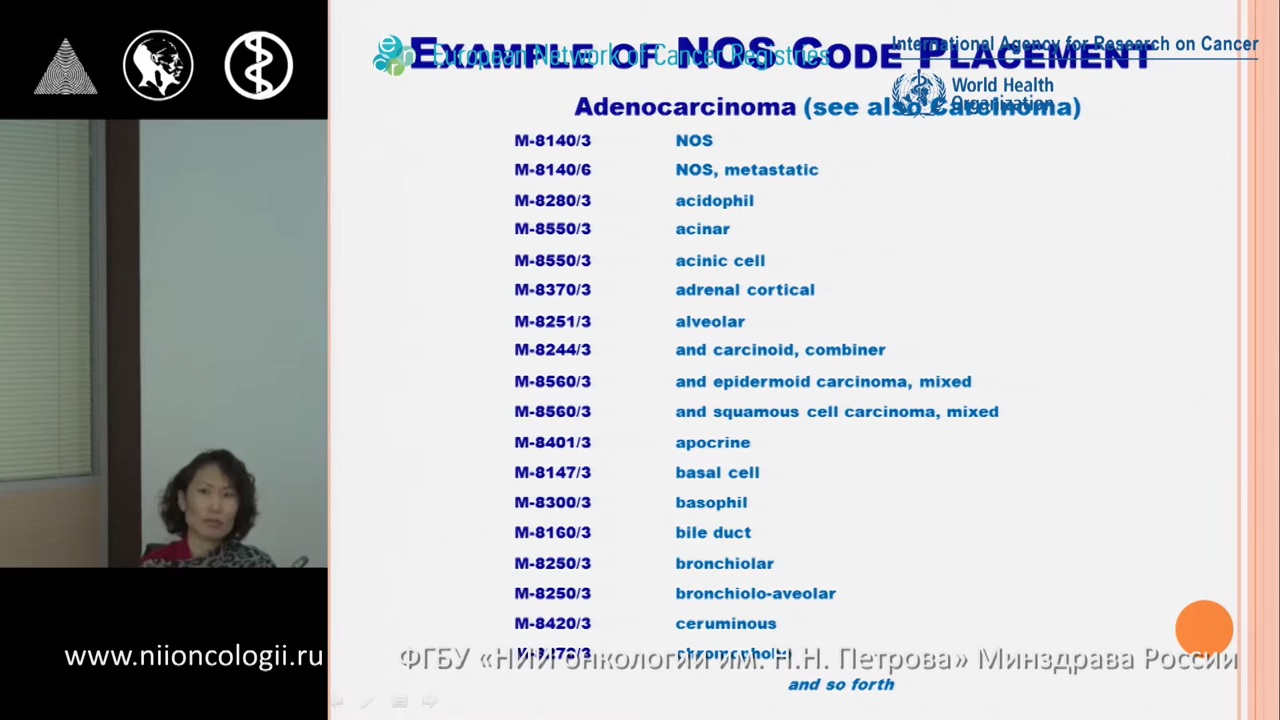 European Network of Cancer Registries
International Agency for Research on Cancer
World Health
Organization
EXAMPLE OF NOS CODE PLACEMENT
Adenocarcinoma (see also Carcinoma)
M-8140/3 NOS
M-8140/6 NOS, metastatic
M-8280/3 acidophil
M-8550/3 acinar
M-8550/3 acinic cell
M-8370/3 adrenal cortical
M-8251/3 alveolar
M-8244/3 and carcinoid, combiner
M-8560/3 and epidermoid carcinoma, mixed
M-8560/3 and squamous cell carcinoma, mixed
M-8401/3 apocrine
M-8147/3 basal cell
M-8300/3 basophil
M-8160/3 bile duct
M-8250/3 bronchiolar
M-8250/3 bronchiolo-aveolar
M-8420/3 ceruminous
www.niioncologii.ru
ФГБУ «НИИ онкологии им. Н.Н. Петрова» Минздрава России
and so forth